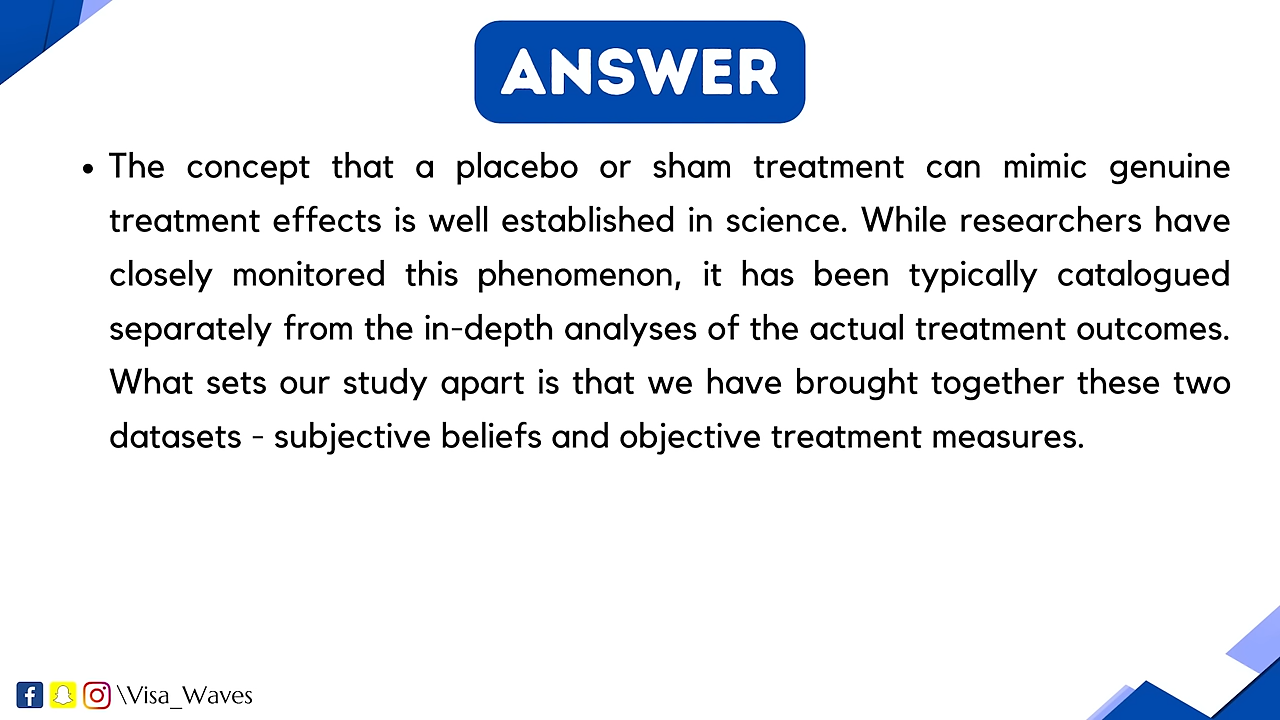 ANSWER
• The concept that a placebo or sham treatment can mimic genuine
treatment effects is well established in science. While researchers have
closely monitored this phenomenon, it has been typically catalogued
separately from the in-depth analyses of the actual treatment outcomes.
What sets our study apart is that we have brought together these two
datasets - subjective beliefs and objective treatment measures.
\Visa_Waves